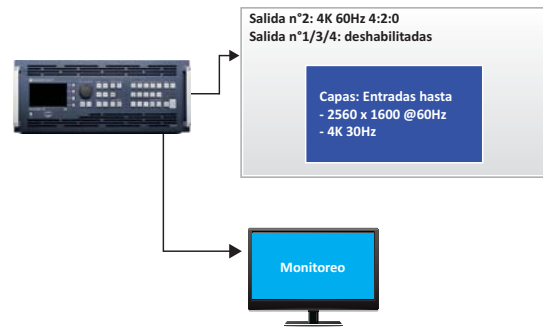 Salida n°2: 4K 60Hz 4:2:0
Salida n°1/3/4: deshabilitadas
Capas: Entradas hasta
- 2560 x 1600 @60Hz
- 4K 30Hz
Monitoreo